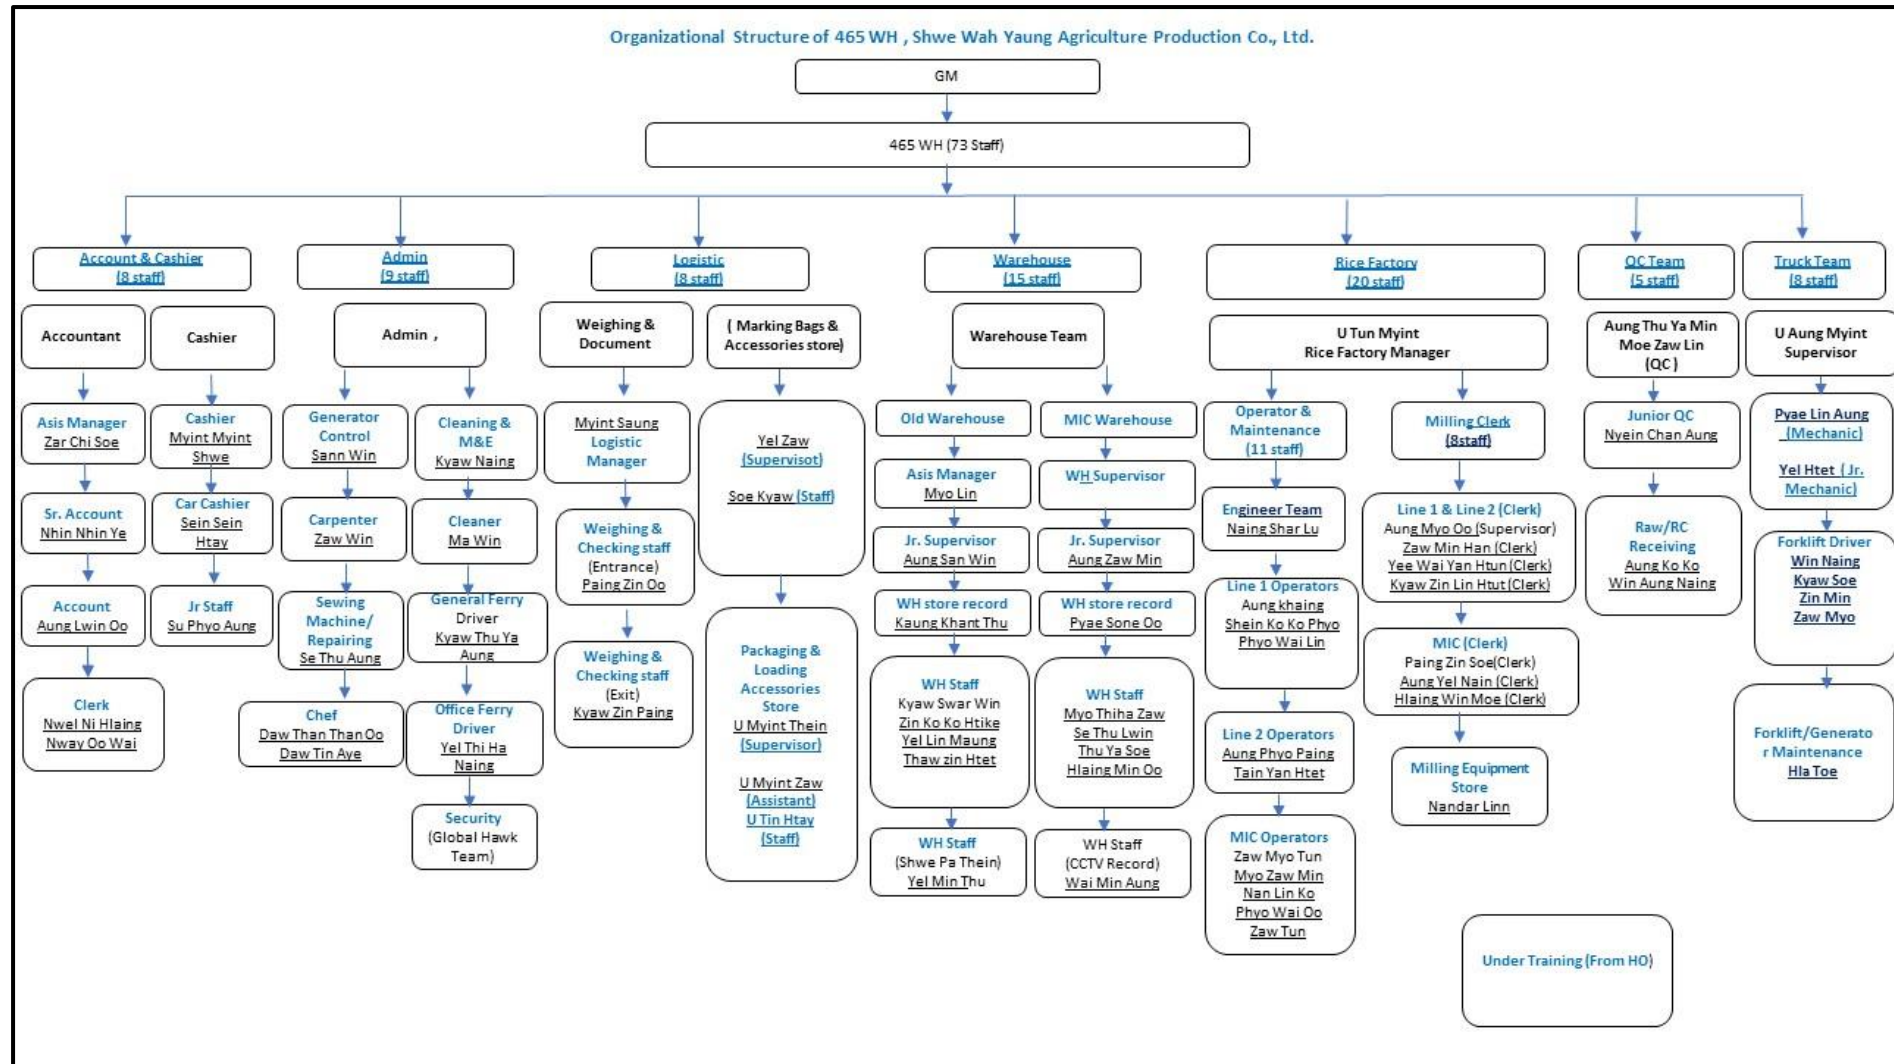 Organizational Structure of 465 WH , Shwe Wah Yaung Agriculture Production Co., Ltd.
GM
465 WH (73 Staff)
Account & Cashier
(8 staff)
Admin
(9 staff)
Logistic
(8 staff)
Warehouse
(15 staff)
Rice Factory
(20 staff)
QC Team
(5 staff)
Truck Team
(8 staff)
Accountant
Asis Manager
Zar Chi Soe
Sr. Account
Nhin Nhin Ye
Account
Aung Lwin Oo
Clerk
Nwel Ni Hlaing
Nway Oo Wai
Cashier
Cashier
Myint Myint
Shwe
Car Cashier
Sein Sein
Htay
Jr Staff
Su Phyo Aung
Admin ,
Generator
Control
Sann Win
Carpenter
Zaw Win
Sewing
Machine/
Repairing
Se Thu Aung
Chef
Daw Than Than Oo
Daw Tin Aye
Cleaning &
M&E
Kyaw Naing
Cleaner
Ma Win
General Ferry
Driver
Kyaw Thu Ya
Aung
Office Ferry
Driver
Yel Thi Ha
Naing
Security
(Global Hawk
Team)
Weighing &
Document
Myint Saung
Logistic
Manager
Weighing &
Checking staff
(Entrance)
Paing Zin Oo
Weighing &
Checking staff
(Exit)
Kyaw Zin Paing
( Marking Bags &
Accessories store)
Yel Zaw
(Supervisot)
Soe Kyaw (Staff)
Packaging &
Loading
Accessories
Store
U Myint Thein
(Supervisor)
U Myint Zaw
(Assistant)
U Tin Htay
(Staff)
Warehouse Team
Old Warehouse
Asis Manager
Myo Lin
Jr. Supervisor
Aung San Win
WH store record
Kaung Khant Thu
WH Staff
Kyaw Swar Win
Zin Ko Ko Htike
Yel Lin Maung
Thaw zin Htet
WH Staff
(Shwe Pa Thein)
Yel Min Thu
MIC Warehouse
WH Supervisor
Jr. Supervisor
Aung Zaw Min
WH store record
Pyae Sone Oo
WH Staff
Myo Thiha Zaw
Se Thu Lwin
Thu Ya Soe
Hlaing Min Oo
WH Staff
(CCTV Record)
Wai Min Aung
U Tun Myint
Rice Factory Manager
Operator &
Maintenance
(11 staff)
Engineer Team
Naing Shar Lu
Line 1 Operators
Aung khaing
Shein Ko Ko Phyo
Phyo Wai Lin
Line 2 Operators
Aung Phyo Paing
Tain Yan Htet
MIC Operators
Zaw Myo Tun
Myo Zaw Min
Nan Lin Ko
Phyo Wai Oo
Zaw Tun
Milling Clerk
(8staff)
Line 1 & Line 2 (Clerk)
Aung Myo Oo (Supervisor)
Zaw Min Han (Clerk)
Yee Wai Yan Htun (Clerk)
Kyaw Zin Lin Htut (Clerk)
MIC (Clerk)
Paing Zin Soe(Clerk)
Aung Yel Nain (Clerk)
Hlaing Win Moe (Clerk)
Milling Equipment
Store
Nandar Linn
Aung Thu Ya Min
Moe Zaw Lin
(QC )
Junior QC
Nyein Chan Aung
Raw/RC
Receiving
Aung Ko Ko
Win Aung Naing
U Aung Myint
Supervisor
Pyae Lin Aung
(Mechanic)
Yel Htet ( Jr.
Mechanic)
Forklift Driver
Win Naing
Kyaw Soe
Zin Min
Zaw Myo
Forklift/Generato
r Maintenance
Hla Toe
Under Training (From HO)